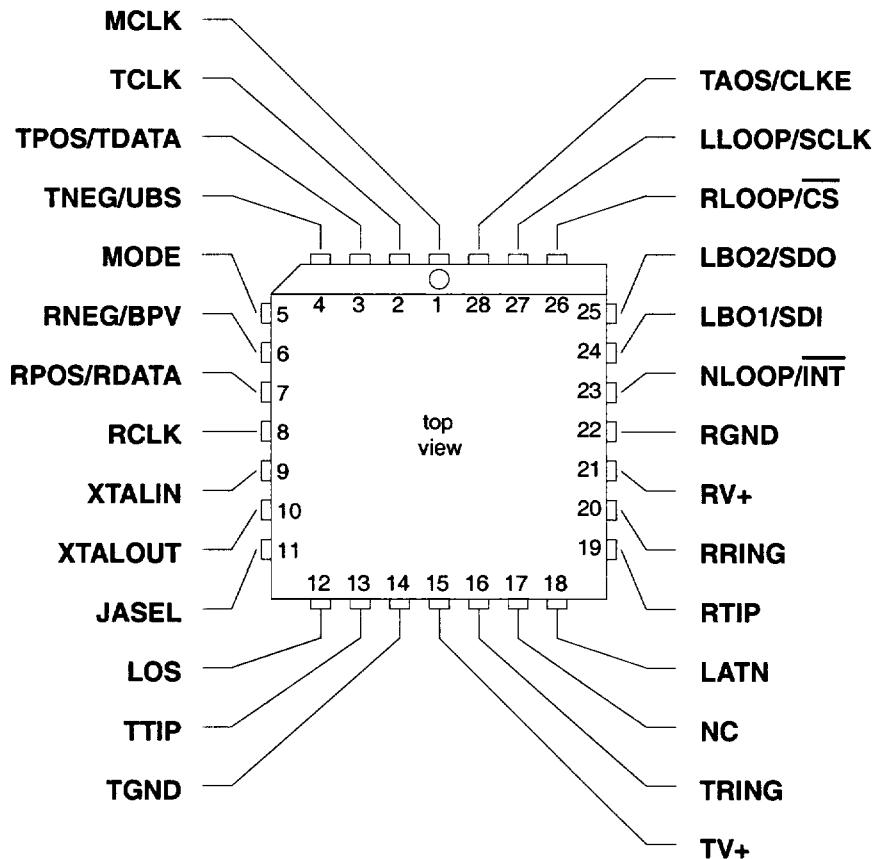 MCLK
TCLK
TPOS/TDATA
TNEG/UBS
MODE
RNEG/BPV
RPOS/RDATA
RCLK
XTALIN
XTALOUT
JASEL
LOS
TTIP
TGND
TAOS/CLKE
LLOOP/SCLK
RLOOP/C̅S̅
LBO2/SDO
LBO1/SDI
NLOOP/I̅N̅T̅
RGND
RV+
RRING
RTIP
LATN
NC
TRING
TV+
4 3 2 1 28 27 26
5
6
7
8
9
10
11
25
24
23
22
21
20
19
top
view
12 13 14 15 16 17 18